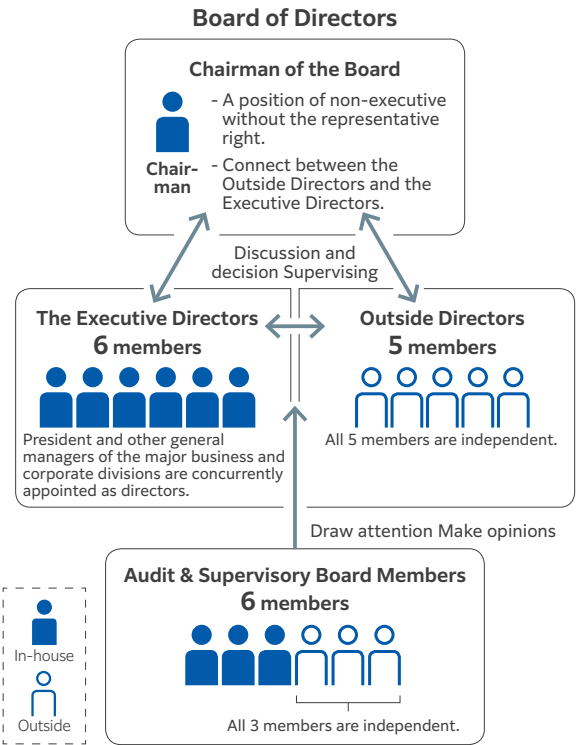 Board of Directors
Chairman of the Board
Chair-
man
- A position of non-executive
without the representative
right.
- Connect between the
Outside Directors and the
Executive Directors.
Discussion and
decision Supervising
The Executive Directors
6 members
President and other general
managers of the major business and
corporate divisions are concurrently
appointed as directors.
Outside Directors
5 members
All 5 members are independent.
Draw attention Make opinions
Audit & Supervisory Board Members
6 members
All 3 members are independent.
In-house
Outside